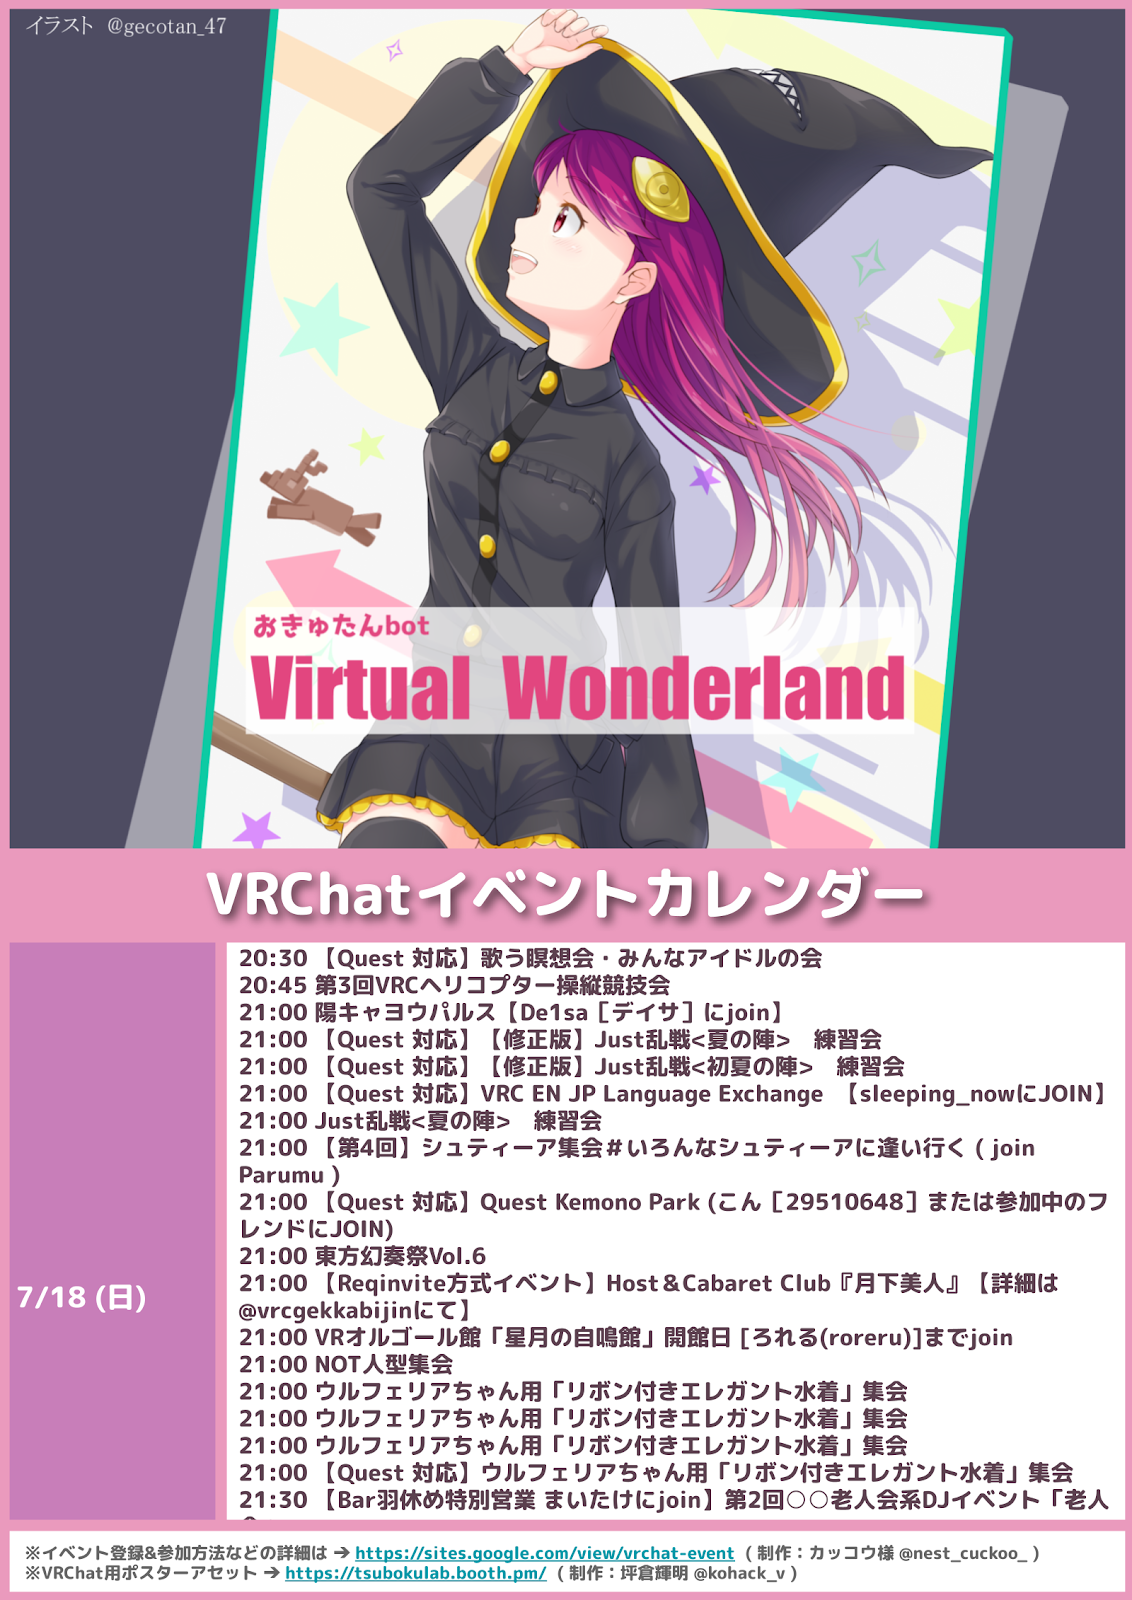 イラスト @gecotan_47
おきゅたんbot
Virtual Wonderland
VRChatイベントカレンダー
7/18 (日)
20:30 【Quest 対応】歌う瞑想会・みんなアイドルの会
20:45 第3回VRCヘリコプター操縦競技会
21:00 陽キャヨウパルス【De1sa［デイサ］にjoin】
21:00 【Quest 対応】【修正版】Just乱戦<夏の陣>　練習会
21:00 【Quest 対応】【修正版】Just乱戦<初夏の陣>　練習会
21:00 【Quest 対応】VRC EN JP Language Exchange 【sleeping_nowにJOIN】
21:00 Just乱戦<夏の陣>　練習会
21:00 【第4回】シュティーア集会＃いろんなシュティーアに逢い行く ( join
Parumu )
21:00 【Quest 対応】Quest Kemono Park (こん［29510648］または参加中のフ
レンドにJOIN)
21:00 東方幻奏祭Vol.6
21:00 【Reqinvite方式イベント】Host＆Cabaret Club『月下美人』【詳細は
@vrcgekkabijinにて】
21:00 VRオルゴール館「星月の自鳴館」開館日 [ろれる(roreru)]までjoin
21:00 NOT人型集会
21:00 ウルフェリアちゃん用「リボン付きエレガント水着」集会
21:00 ウルフェリアちゃん用「リボン付きエレガント水着」集会
21:00 ウルフェリアちゃん用「リボン付きエレガント水着」集会
21:00 【Quest 対応】ウルフェリアちゃん用「リボン付きエレガント水着」集会
21:30 【Bar羽休め特別営業 まいたけにjoin】第2回○○老人会系DJイベント「老人
※イベント登録&参加方法などの詳細は ➔ https://sites.google.com/view/vrchat-event （ 制作：カッコウ様 @nest_cuckoo_ ）
※VRChat用ポスターアセット ➔ https://tsubokulab.booth.pm/ （ 制作：坪倉輝明 @kohack_v ）